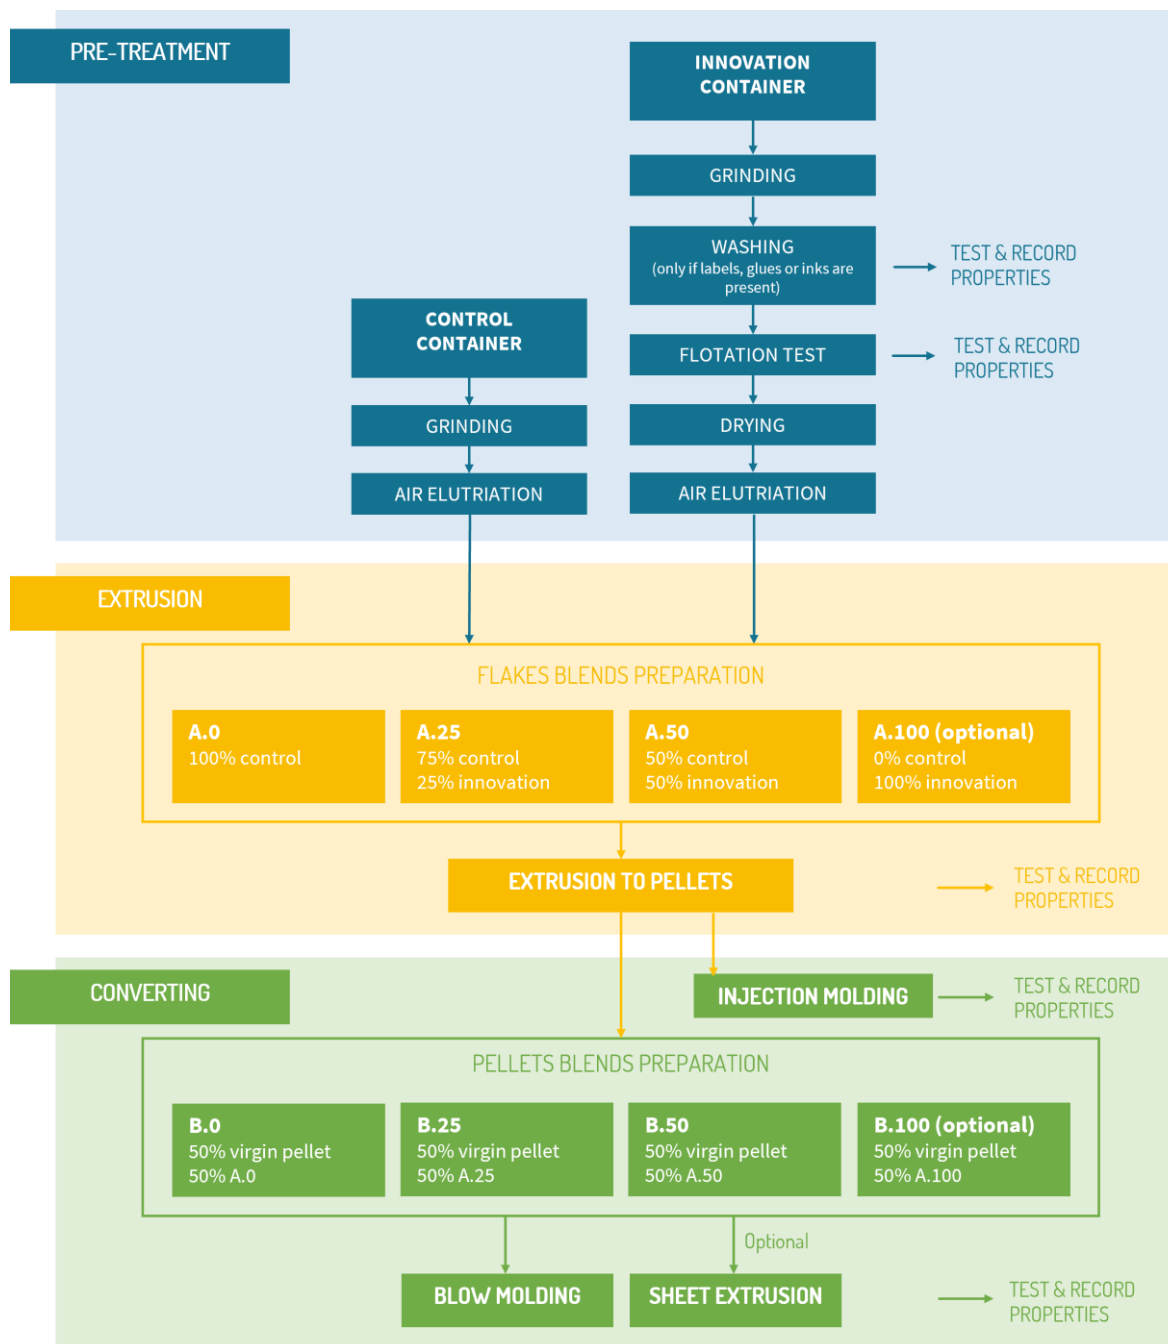 PRE-TREATMENT
INNOVATION
CONTAINER
GRINDING
WASHING
(only if labels, glues or inks are
present)
TEST & RECORD
PROPERTIES
CONTROL
CONTAINER
FLOTATION TEST
TEST & RECORD
PROPERTIES
GRINDING
DRYING
AIR ELUTRIATION
AIR ELUTRIATION
EXTRUSION
FLAKES BLENDS PREPARATION
A.0
100% control
A.25
75% control
25% innovation
A.50
50% control
50% innovation
A.100 (optional)
0% control
100% innovation
EXTRUSION TO PELLETS
TEST & RECORD
PROPERTIES
CONVERTING
INJECTION MOLDING
TEST & RECORD
PROPERTIES
PELLETS BLENDS PREPARATION
B.0
50% virgin pellet
50% A.0
B.25
50% virgin pellet
50% A.25
B.50
50% virgin pellet
50% A.50
B.100 (optional)
50% virgin pellet
50% A.100
Optional
BLOW MOLDING
SHEET EXTRUSION
TEST & RECORD
PROPERTIES